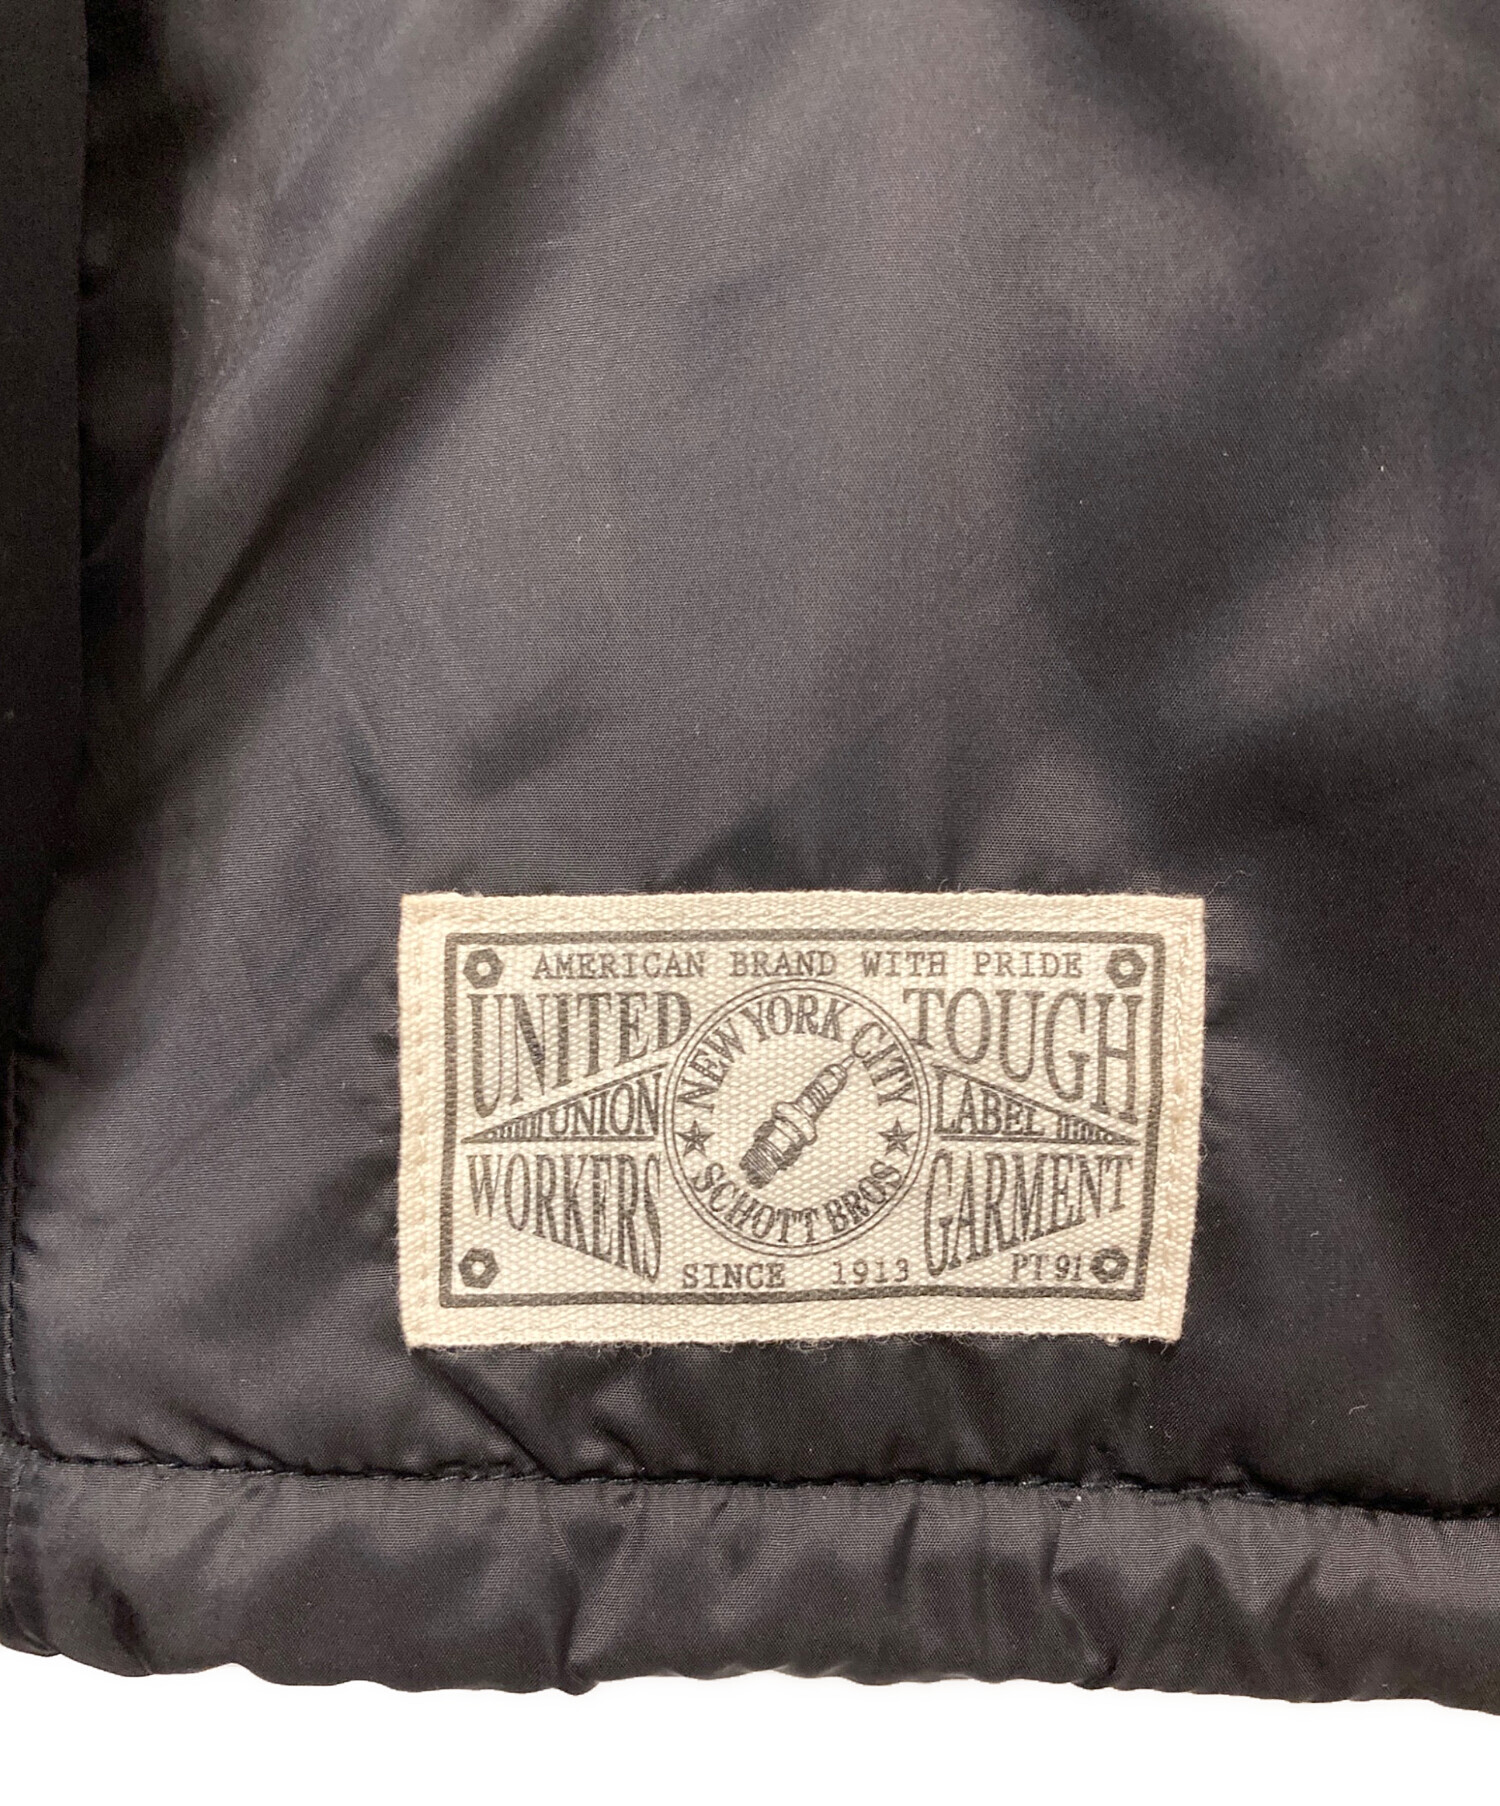 AMERICAN BRAND WITH PRIDE
UNITED TOUGH
NEW YORK CITY
UNION LABEL
WORKERS GARMENT
SCHOTT BROS
SINCE 1913
PT 91